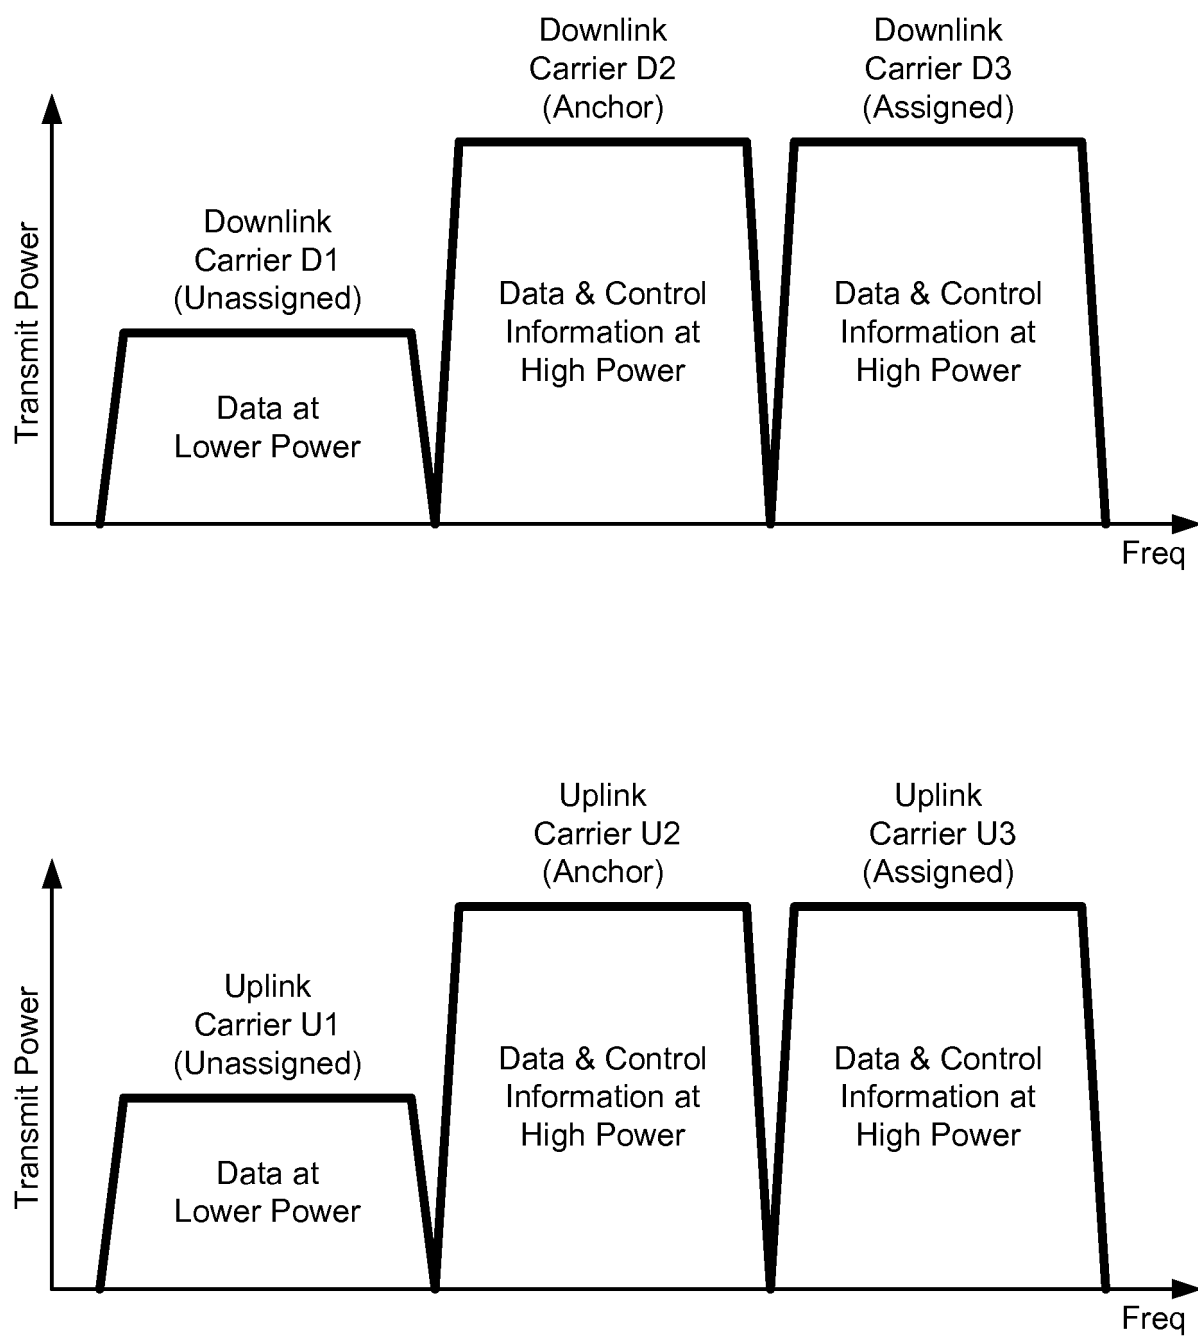 Downlink
Carrier D2
(Anchor)
Downlink
Carrier D3
(Assigned)
Downlink
Carrier D1
(Unassigned)
Transmit Power
Data & Control
Information at
High Power
Data & Control
Information at
High Power
Data at
Lower Power
Freq
Uplink
Carrier U2
(Anchor)
Uplink
Carrier U3
(Assigned)
Uplink
Carrier U1
(Unassigned)
Transmit Power
Data & Control
Information at
High Power
Data & Control
Information at
High Power
Data at
Lower Power
Freq